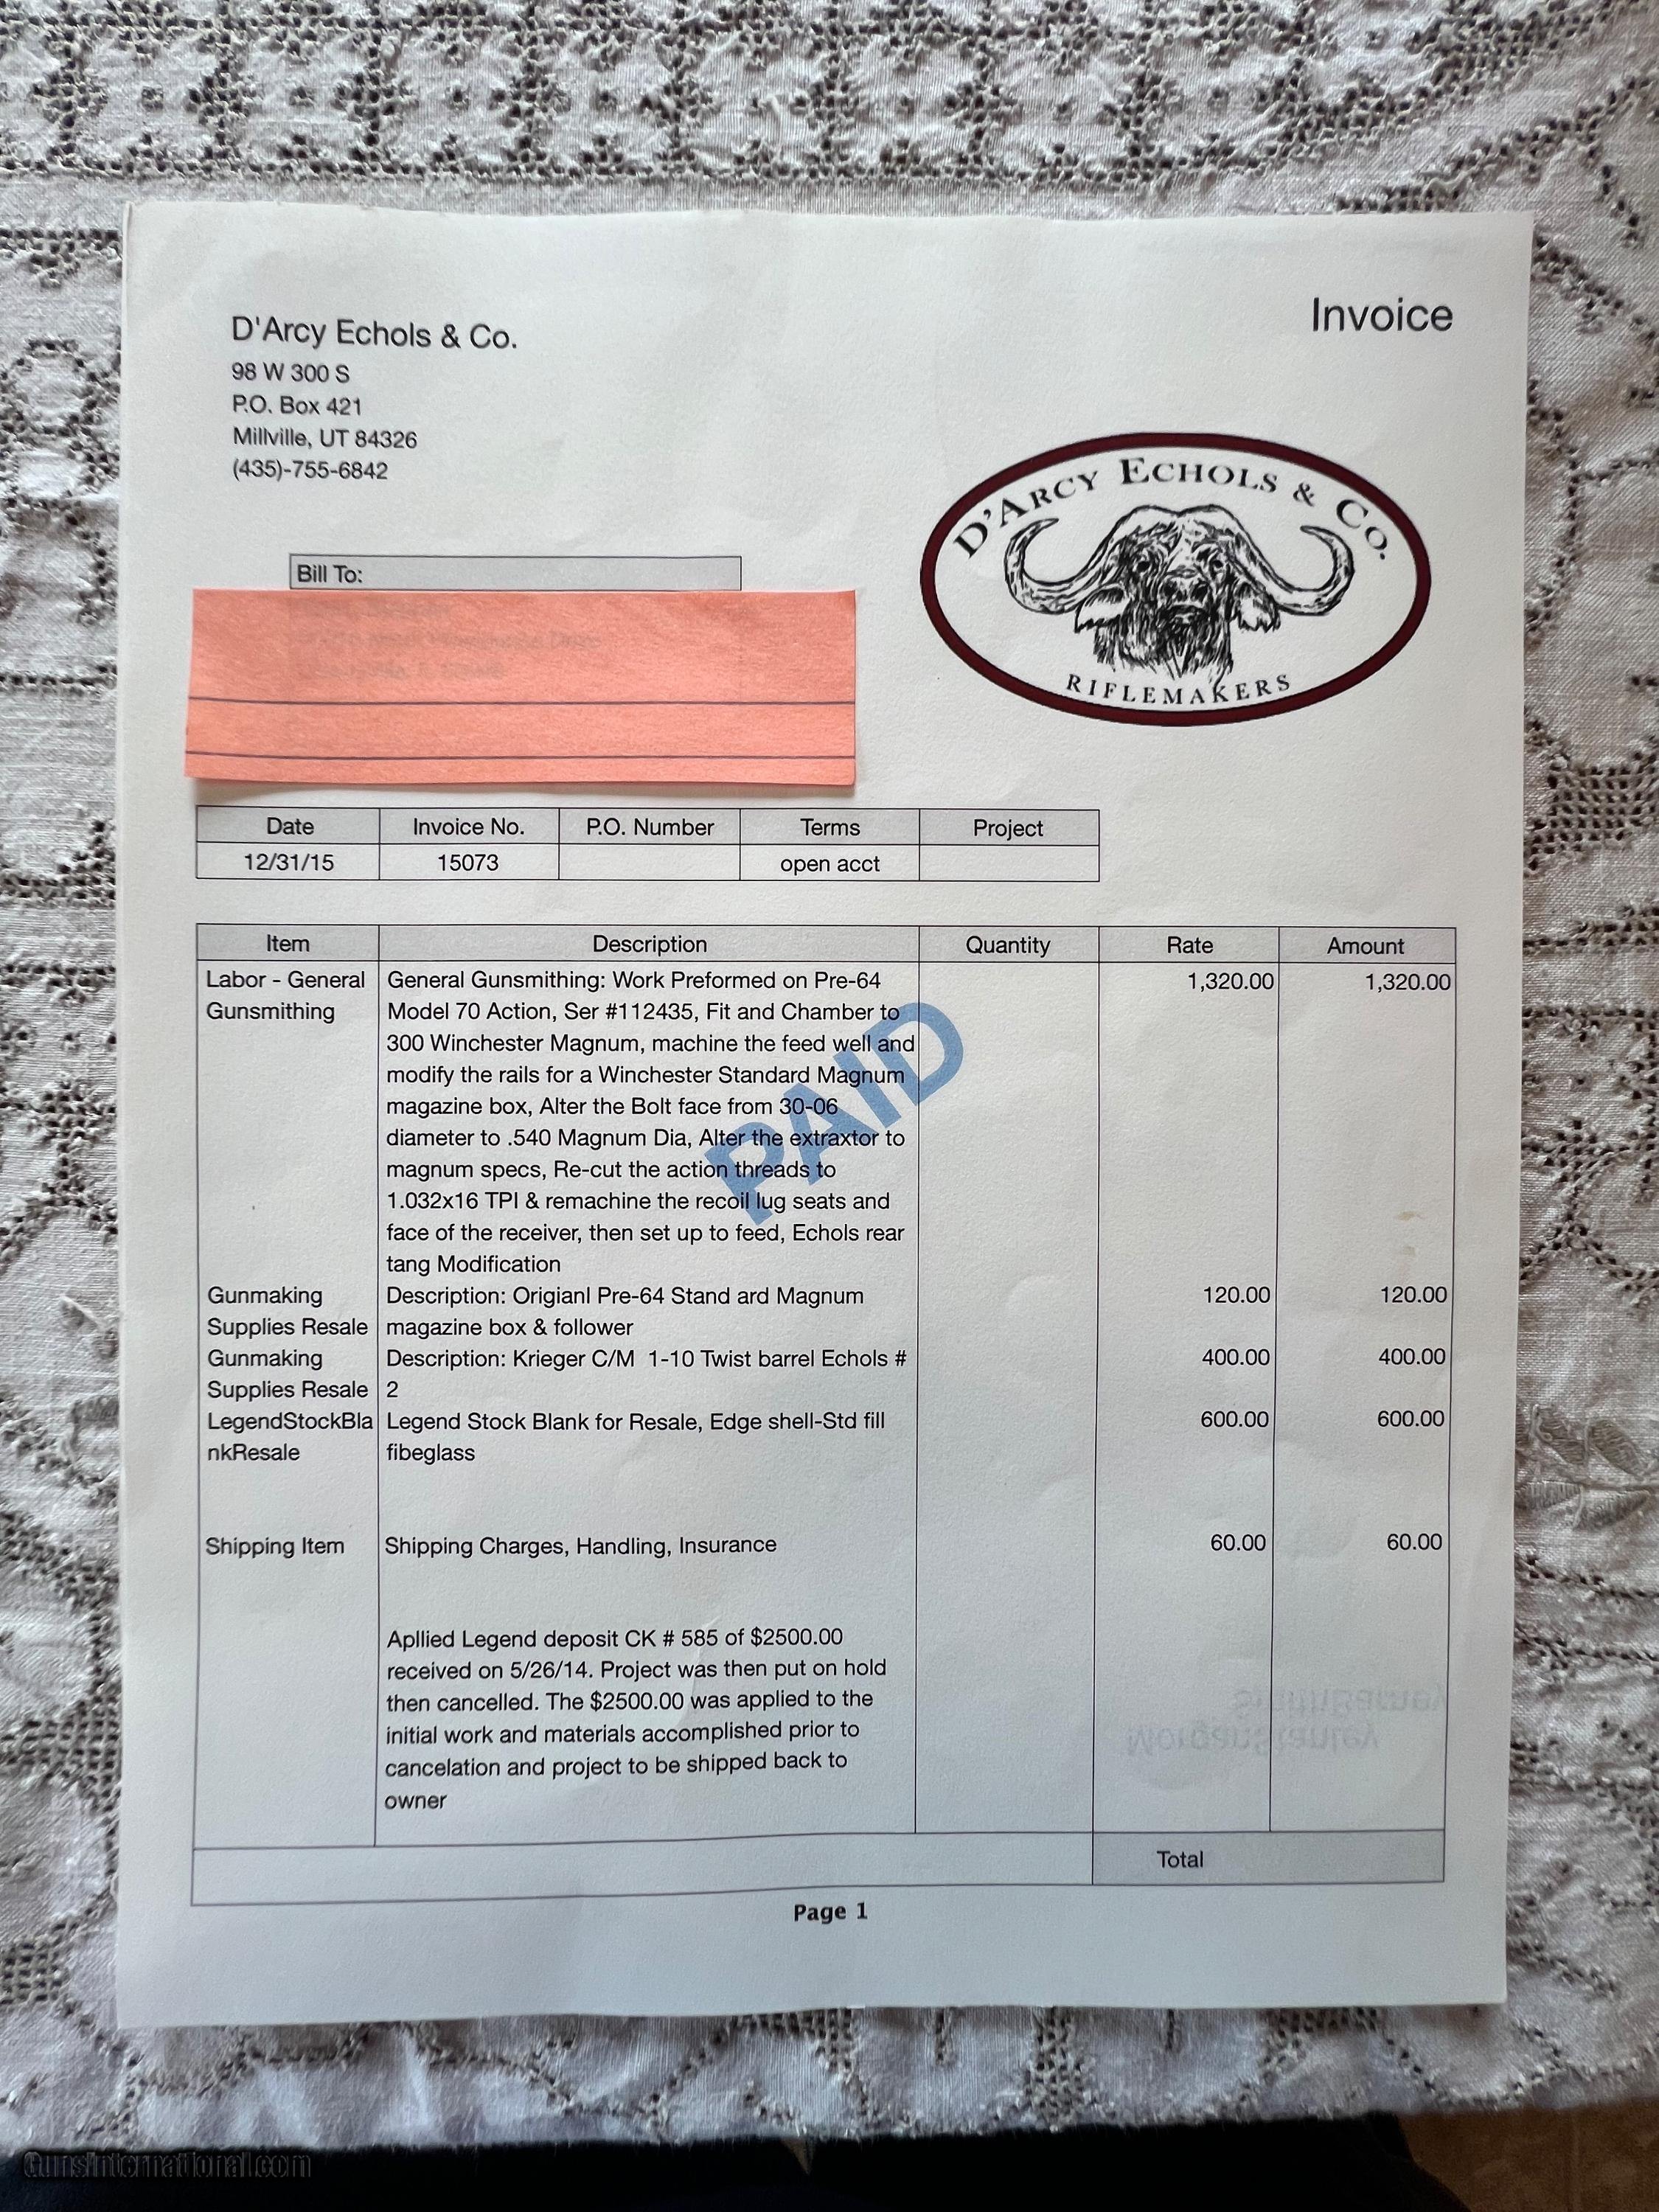 Invoice
D'Arcy Echols & Co.
98 W 300 S
P.O. Box 421
Millville, UT 84326
(435)-755-6842
D'ARCY ECHOLS & CO.
RIFLEMAKERS
Bill To:
Date Invoice No. P.O. Number Terms Project
12/31/15 15073 open acct
Item Description Quantity Rate Amount
Labor - General General Gunsmithing: Work Preformed on Pre-64 1,320.00 1,320.00
Gunsmithing Model 70 Action, Ser #112435, Fit and Chamber to
300 Winchester Magnum, machine the feed well and
modify the rails for a Winchester Standard Magnum
magazine box, Alter the Bolt face from 30-06
diameter to .540 Magnum Dia, Alter the extraxtor to
magnum specs, Re-cut the action threads to
1.032x16 TPI & remachine the recoil lug seats and
face of the receiver, then set up to feed, Echols rear
tang Modification
PAID
Gunmaking Description: Origianl Pre-64 Stand ard Magnum 120.00 120.00
Supplies Resale magazine box & follower
Gunmaking Description: Krieger C/M 1-10 Twist barrel Echols # 400.00 400.00
Supplies Resale 2
LegendStockBla Legend Stock Blank for Resale, Edge shell-Std fill 600.00 600.00
nkResale fibeglass
Shipping Item Shipping Charges, Handling, Insurance 60.00 60.00
Apllied Legend deposit CK # 585 of $2500.00
received on 5/26/14. Project was then put on hold
then cancelled. The $2500.00 was applied to the
initial work and materials accomplished prior to
cancelation and project to be shipped back to
owner
Total
Page 1
Gunsinternational.com